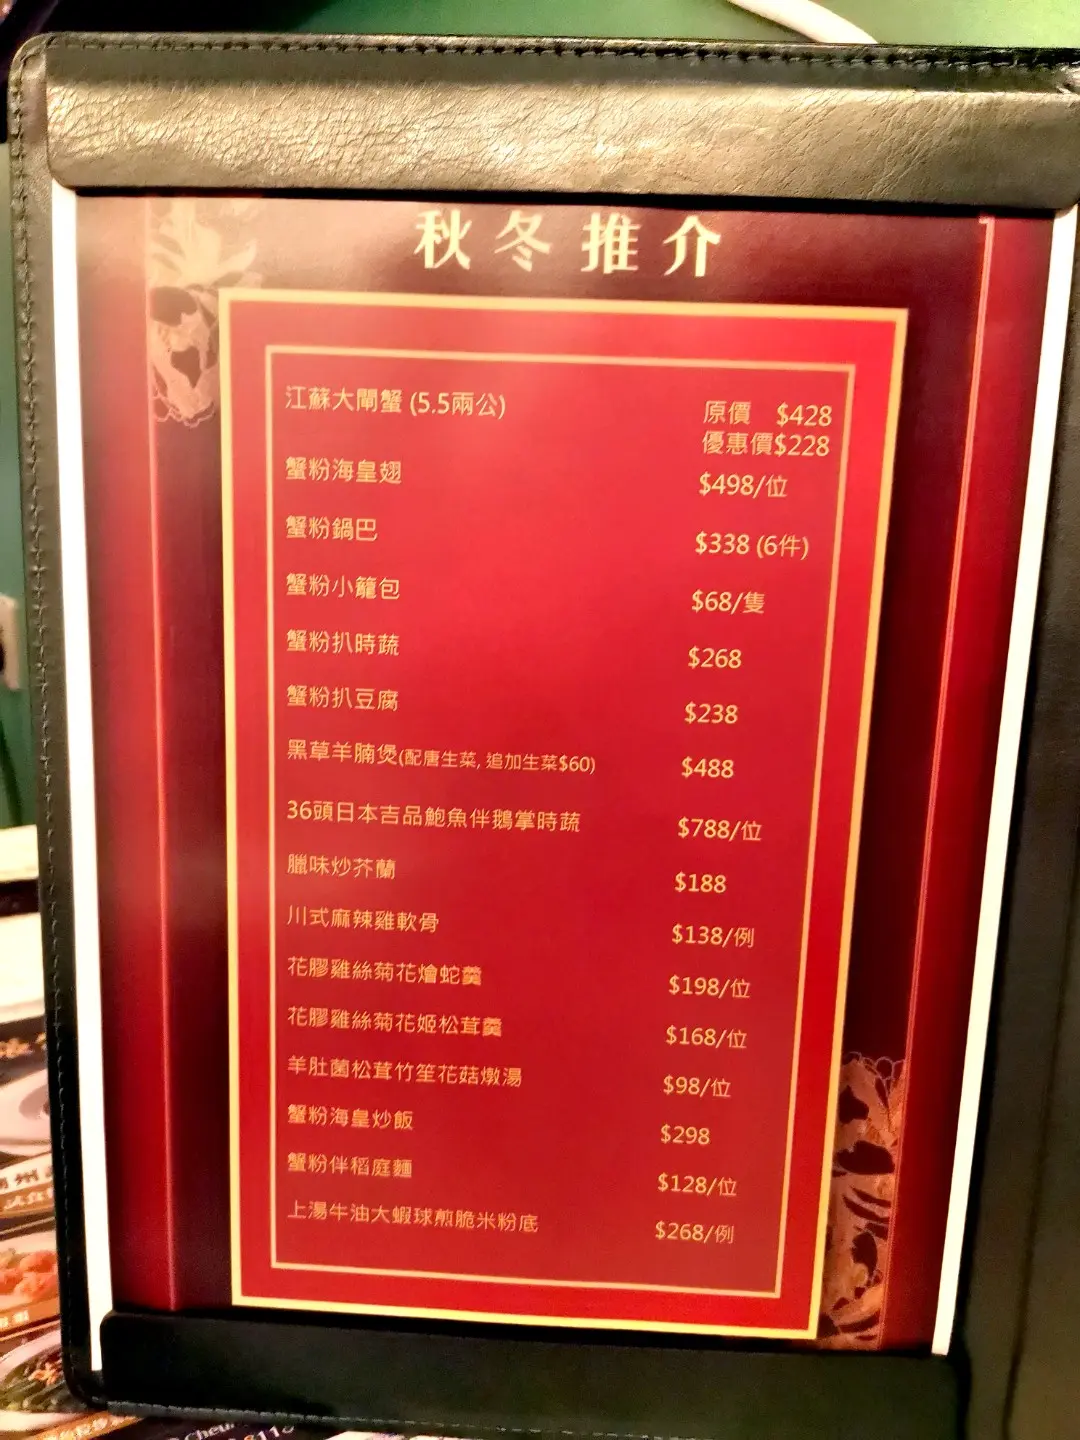 秋冬推介
江蘇大閘蟹 (5.5兩公) 原價 $428
優惠價$228
蟹粉海皇翅 $498/位
蟹粉鍋巴 $338 (6件)
蟹粉小籠包 $68/隻
蟹粉扒時蔬 $268
蟹粉扒豆腐 $238
黑草羊腩煲(配唐生菜, 追加生菜$60) $488
36頭日本吉品鮑魚伴鵝掌時蔬 $788/位
臘味炒芥蘭 $188
川式麻辣雞軟骨 $138/例
花膠雞絲菊花燴蛇羹 $198/位
花膠雞絲菊花姬松茸羹 $168/位
羊肚菌松茸竹笙花菇燉湯 $98/位
蟹粉海皇炒飯 $298
蟹粉伴稻庭麵 $128/位
上湯牛油大蝦球煎脆米粉底 $268/例